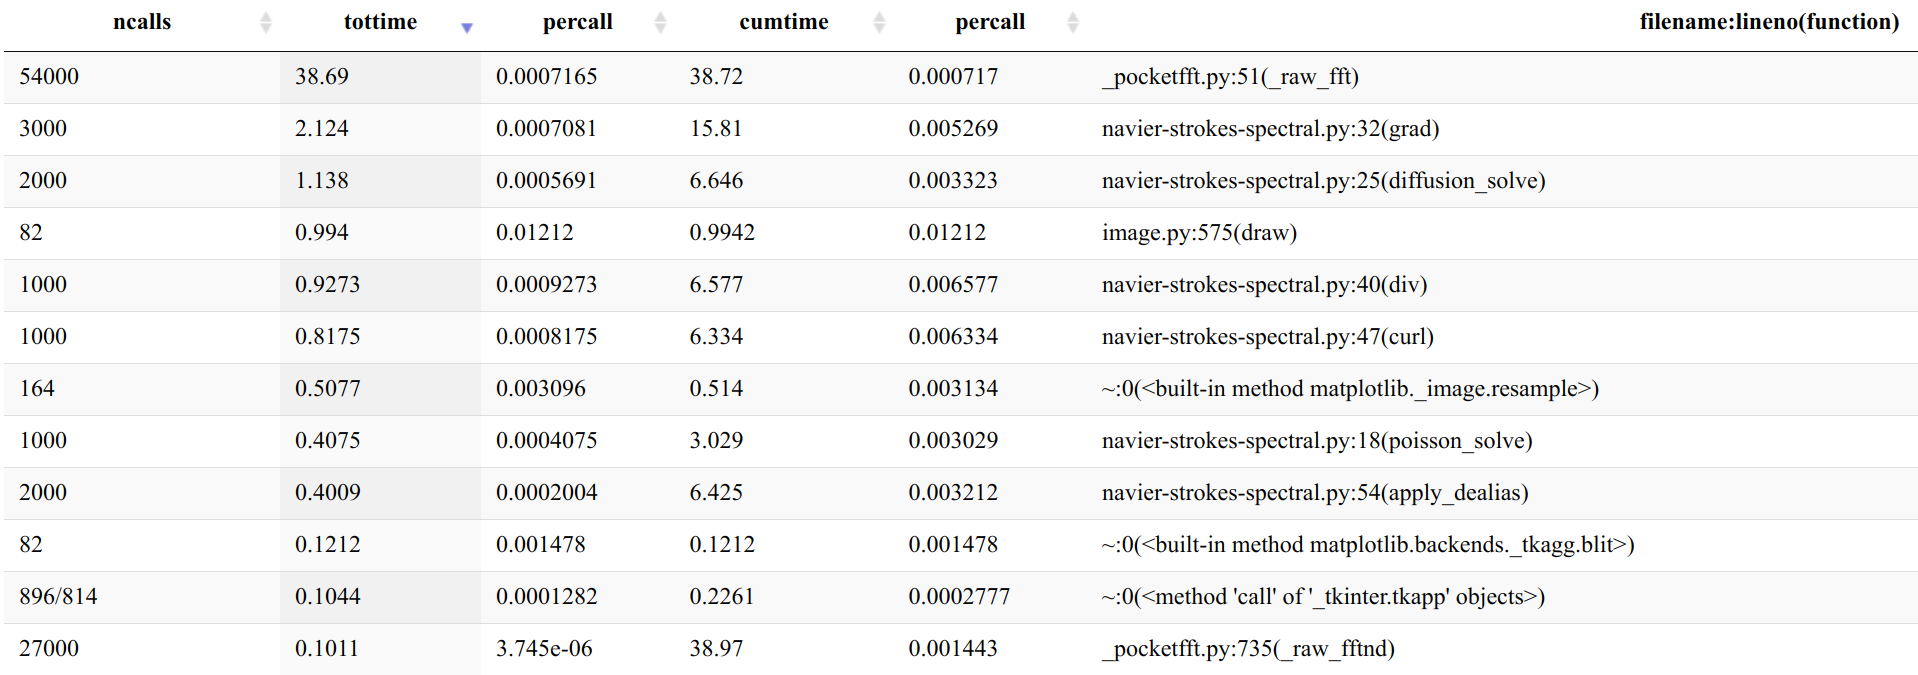 ncalls tottime percall cumtime percall filename:lineno(function)
54000 38.69 0.0007165 38.72 0.000717 _pocketfft.py:51(_raw_fft)
3000 2.124 0.0007081 15.81 0.005269 navier-strokes-spectral.py:32(grad)
2000 1.138 0.0005691 6.646 0.003323 navier-strokes-spectral.py:25(diffusion_solve)
82 0.994 0.01212 0.9942 0.01212 image.py:575(draw)
1000 0.9273 0.0009273 6.577 0.006577 navier-strokes-spectral.py:40(div)
1000 0.8175 0.0008175 6.334 0.006334 navier-strokes-spectral.py:47(curl)
164 0.5077 0.003096 0.514 0.003134 ~:0(<built-in method matplotlib._image.resample>)
1000 0.4075 0.0004075 3.029 0.003029 navier-strokes-spectral.py:18(poisson_solve)
2000 0.4009 0.0002004 6.425 0.003212 navier-strokes-spectral.py:54(apply_dealias)
82 0.1212 0.001478 0.1212 0.001478 ~:0(<built-in method matplotlib.backends._tkagg.blit>)
896/814 0.1044 0.0001282 0.2261 0.0002777 ~:0(<method 'call' of '_tkinter.tkapp' objects>)
27000 0.1011 3.745e-06 38.97 0.001443 _pocketfft.py:735(_raw_fftnd)